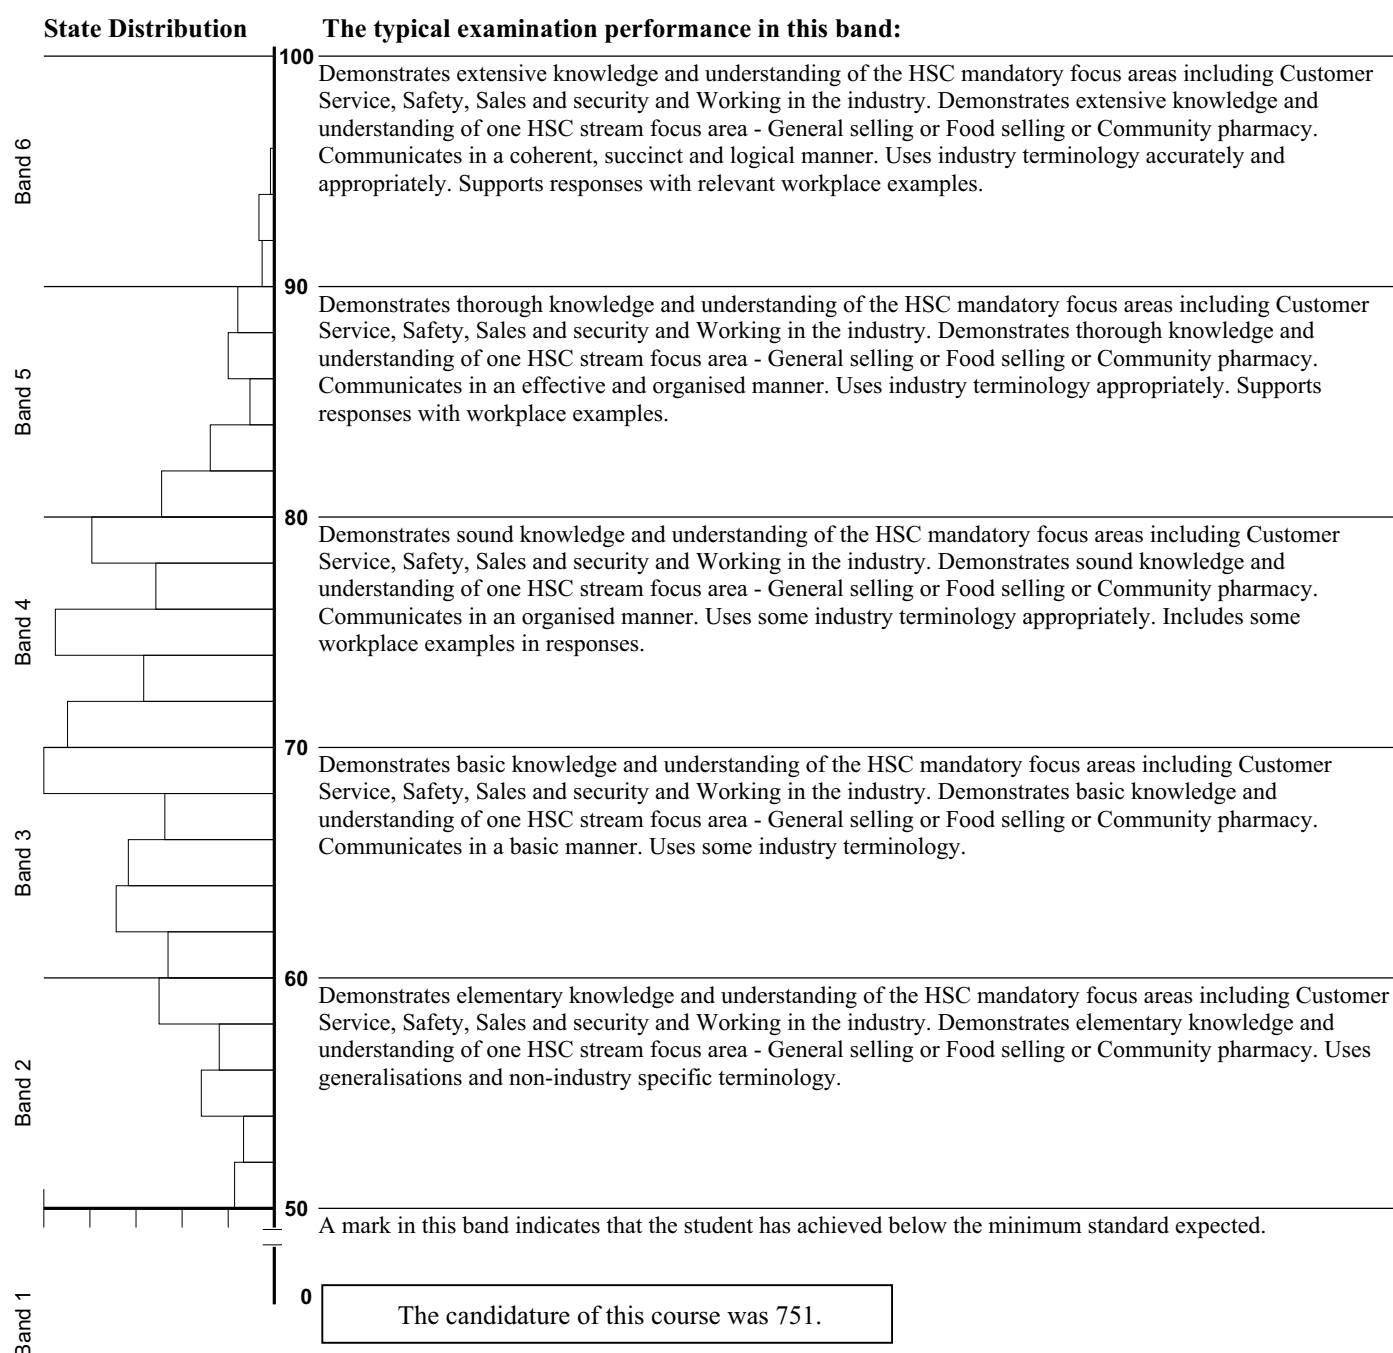 State Distribution
The typical examination performance in this band:
100
Band 6
Demonstrates extensive knowledge and understanding of the HSC mandatory focus areas including Customer
Service, Safety, Sales and security and Working in the industry. Demonstrates extensive knowledge and
understanding of one HSC stream focus area - General selling or Food selling or Community pharmacy.
Communicates in a coherent, succinct and logical manner. Uses industry terminology accurately and
appropriately. Supports responses with relevant workplace examples.
90
Band 5
Demonstrates thorough knowledge and understanding of the HSC mandatory focus areas including Customer
Service, Safety, Sales and security and Working in the industry. Demonstrates thorough knowledge and
understanding of one HSC stream focus area - General selling or Food selling or Community pharmacy.
Communicates in an effective and organised manner. Uses industry terminology appropriately. Supports
responses with workplace examples.
80
Band 4
Demonstrates sound knowledge and understanding of the HSC mandatory focus areas including Customer
Service, Safety, Sales and security and Working in the industry. Demonstrates sound knowledge and
understanding of one HSC stream focus area - General selling or Food selling or Community pharmacy.
Communicates in an organised manner. Uses some industry terminology appropriately. Includes some
workplace examples in responses.
70
Band 3
Demonstrates basic knowledge and understanding of the HSC mandatory focus areas including Customer
Service, Safety, Sales and security and Working in the industry. Demonstrates basic knowledge and
understanding of one HSC stream focus area - General selling or Food selling or Community pharmacy.
Communicates in a basic manner. Uses some industry terminology.
60
Band 2
Demonstrates elementary knowledge and understanding of the HSC mandatory focus areas including Customer
Service, Safety, Sales and security and Working in the industry. Demonstrates elementary knowledge and
understanding of one HSC stream focus area - General selling or Food selling or Community pharmacy. Uses
generalisations and non-industry specific terminology.
50
A mark in this band indicates that the student has achieved below the minimum standard expected.
0
Band 1
The candidature of this course was 751.